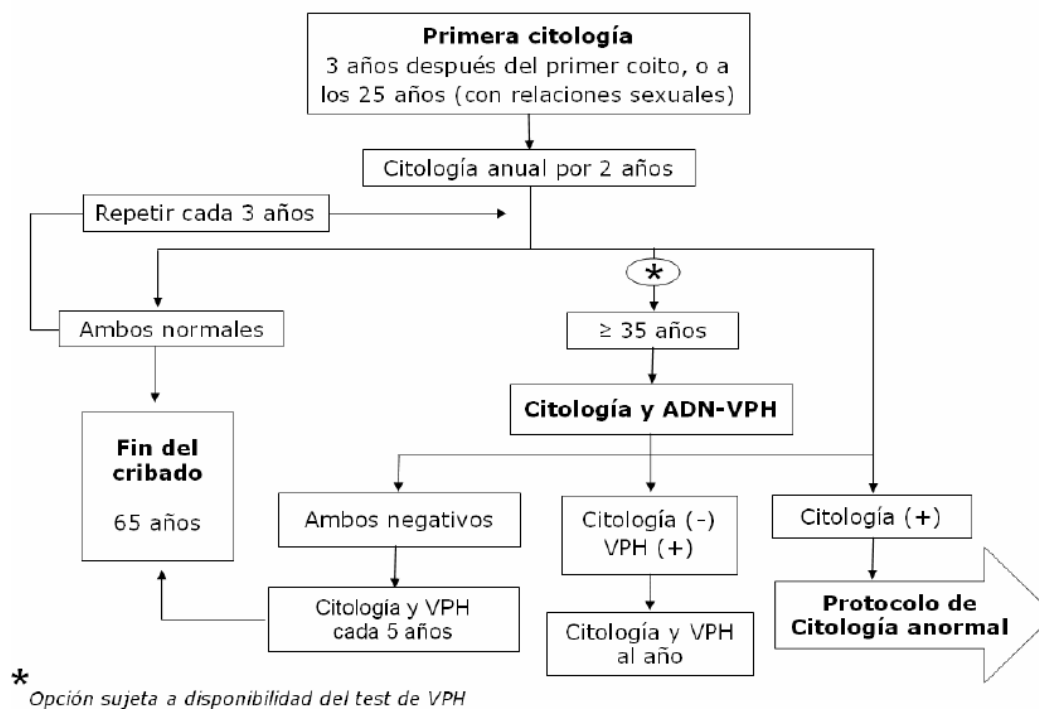 Primera citología
3 años después del primer coito, o a
los 25 años (con relaciones sexuales)
Citología anual por 2 años
Repetir cada 3 años
*
Ambos normales
≥ 35 años
Citología y ADN-VPH
Fin del
cribado
65 años
Ambos negativos
Citología (-)
VPH (+)
Citología (+)
Citología y VPH
cada 5 años
Citología y VPH
al año
Protocolo de
Citología anormal
* Opción sujeta a disponibilidad del test de VPH